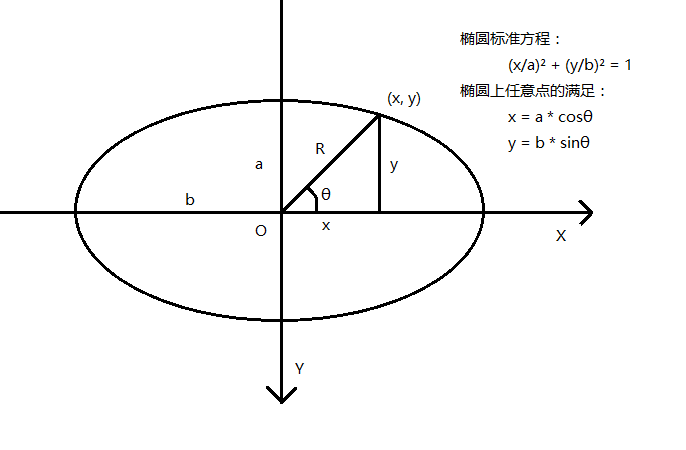 椭圆标准方程：
(x/a)² + (y/b)² = 1
椭圆上任意点的满足：
x = a * cosθ
y = b * sinθ
(x, y)
R
a
y
θ
b
O
x
X
Y